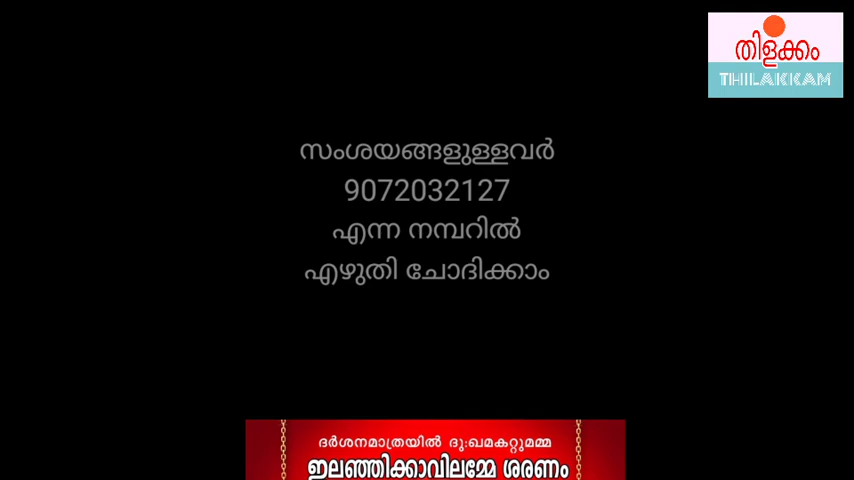 തിളക്കം
THILAKKAM
സംശയങ്ങളുള്ളവർ
9072032127
എന്ന നമ്പറിൽ
എഴുതി ചോദിക്കാം
ദർശനമാത്രയിൽ ദു:ഖമകറ്റുമമ്മ
ഇലഞ്ഞിക്കാവിലമ്മേ ശരണം